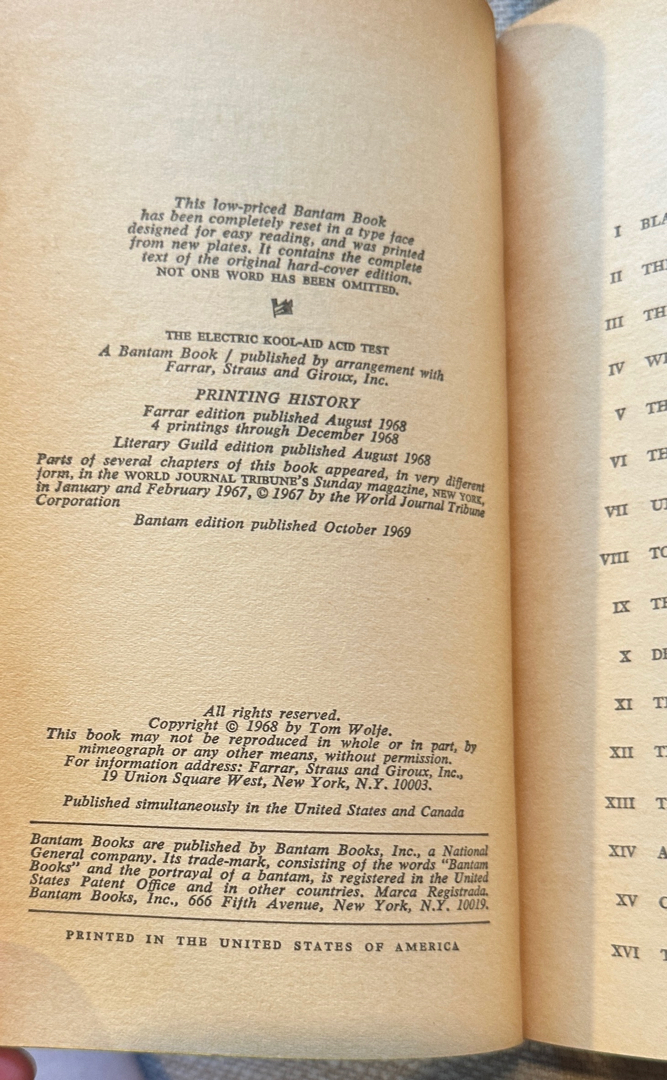 This low-priced Bantam Book
has been completely reset in a type face
designed for easy reading, and was printed
from new plates. It contains the complete
text of the original hard-cover edition.
NOT ONE WORD HAS BEEN OMITTED.
THE ELECTRIC KOOL-AID ACID TEST
A Bantam Book / published by arrangement with
Farrar, Straus and Giroux, Inc.
PRINTING HISTORY
Farrar edition published August 1968
4 printings through December 1968
Literary Guild edition published August 1968
Parts of several chapters of this book appeared, in very different
form, in the WORLD JOURNAL TRIBUNE'S Sunday magazine, NEW YORK,
in January and February 1967, © 1967 by the World Journal Tribune
Corporation
Bantam edition published October 1969
All rights reserved.
Copyright © 1968 by Tom Wolfe.
This book may not be reproduced in whole or in part, by
mimeograph or any other means, without permission.
For information address: Farrar, Straus and Giroux, Inc.,
19 Union Square West, New York, N.Y. 10003.
Published simultaneously in the United States and Canada
Bantam Books are published by Bantam Books, Inc., a National
General company. Its trade-mark, consisting of the words "Bantam
Books" and the portrayal of a bantam, is registered in the United
States Patent Office and in other countries. Marca Registrada.
Bantam Books, Inc., 666 Fifth Avenue, New York, N.Y. 10019.
PRINTED IN THE UNITED STATES OF AMERICA
I BLA
II THE
III TH
IV WI
V TH
VI TH
VII
VIII TO
IX
X
XI
XII
XIII
XIV
XV
XVI